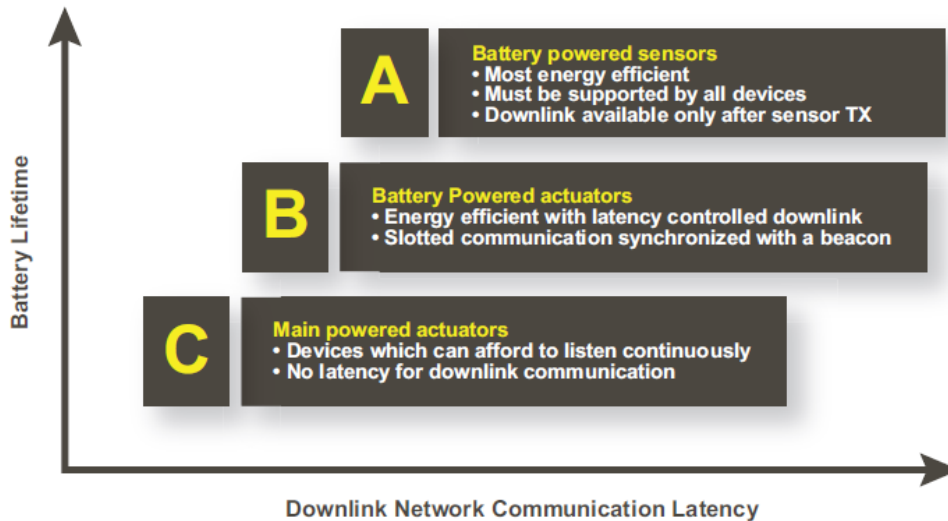 Battery Lifetime
A
Battery powered sensors
• Most energy efficient
• Must be supported by all devices
• Downlink available only after sensor TX
B
Battery Powered actuators
• Energy efficient with latency controlled downlink
• Slotted communication synchronized with a beacon
C
Main powered actuators
• Devices which can afford to listen continuously
• No latency for downlink communication
Downlink Network Communication Latency